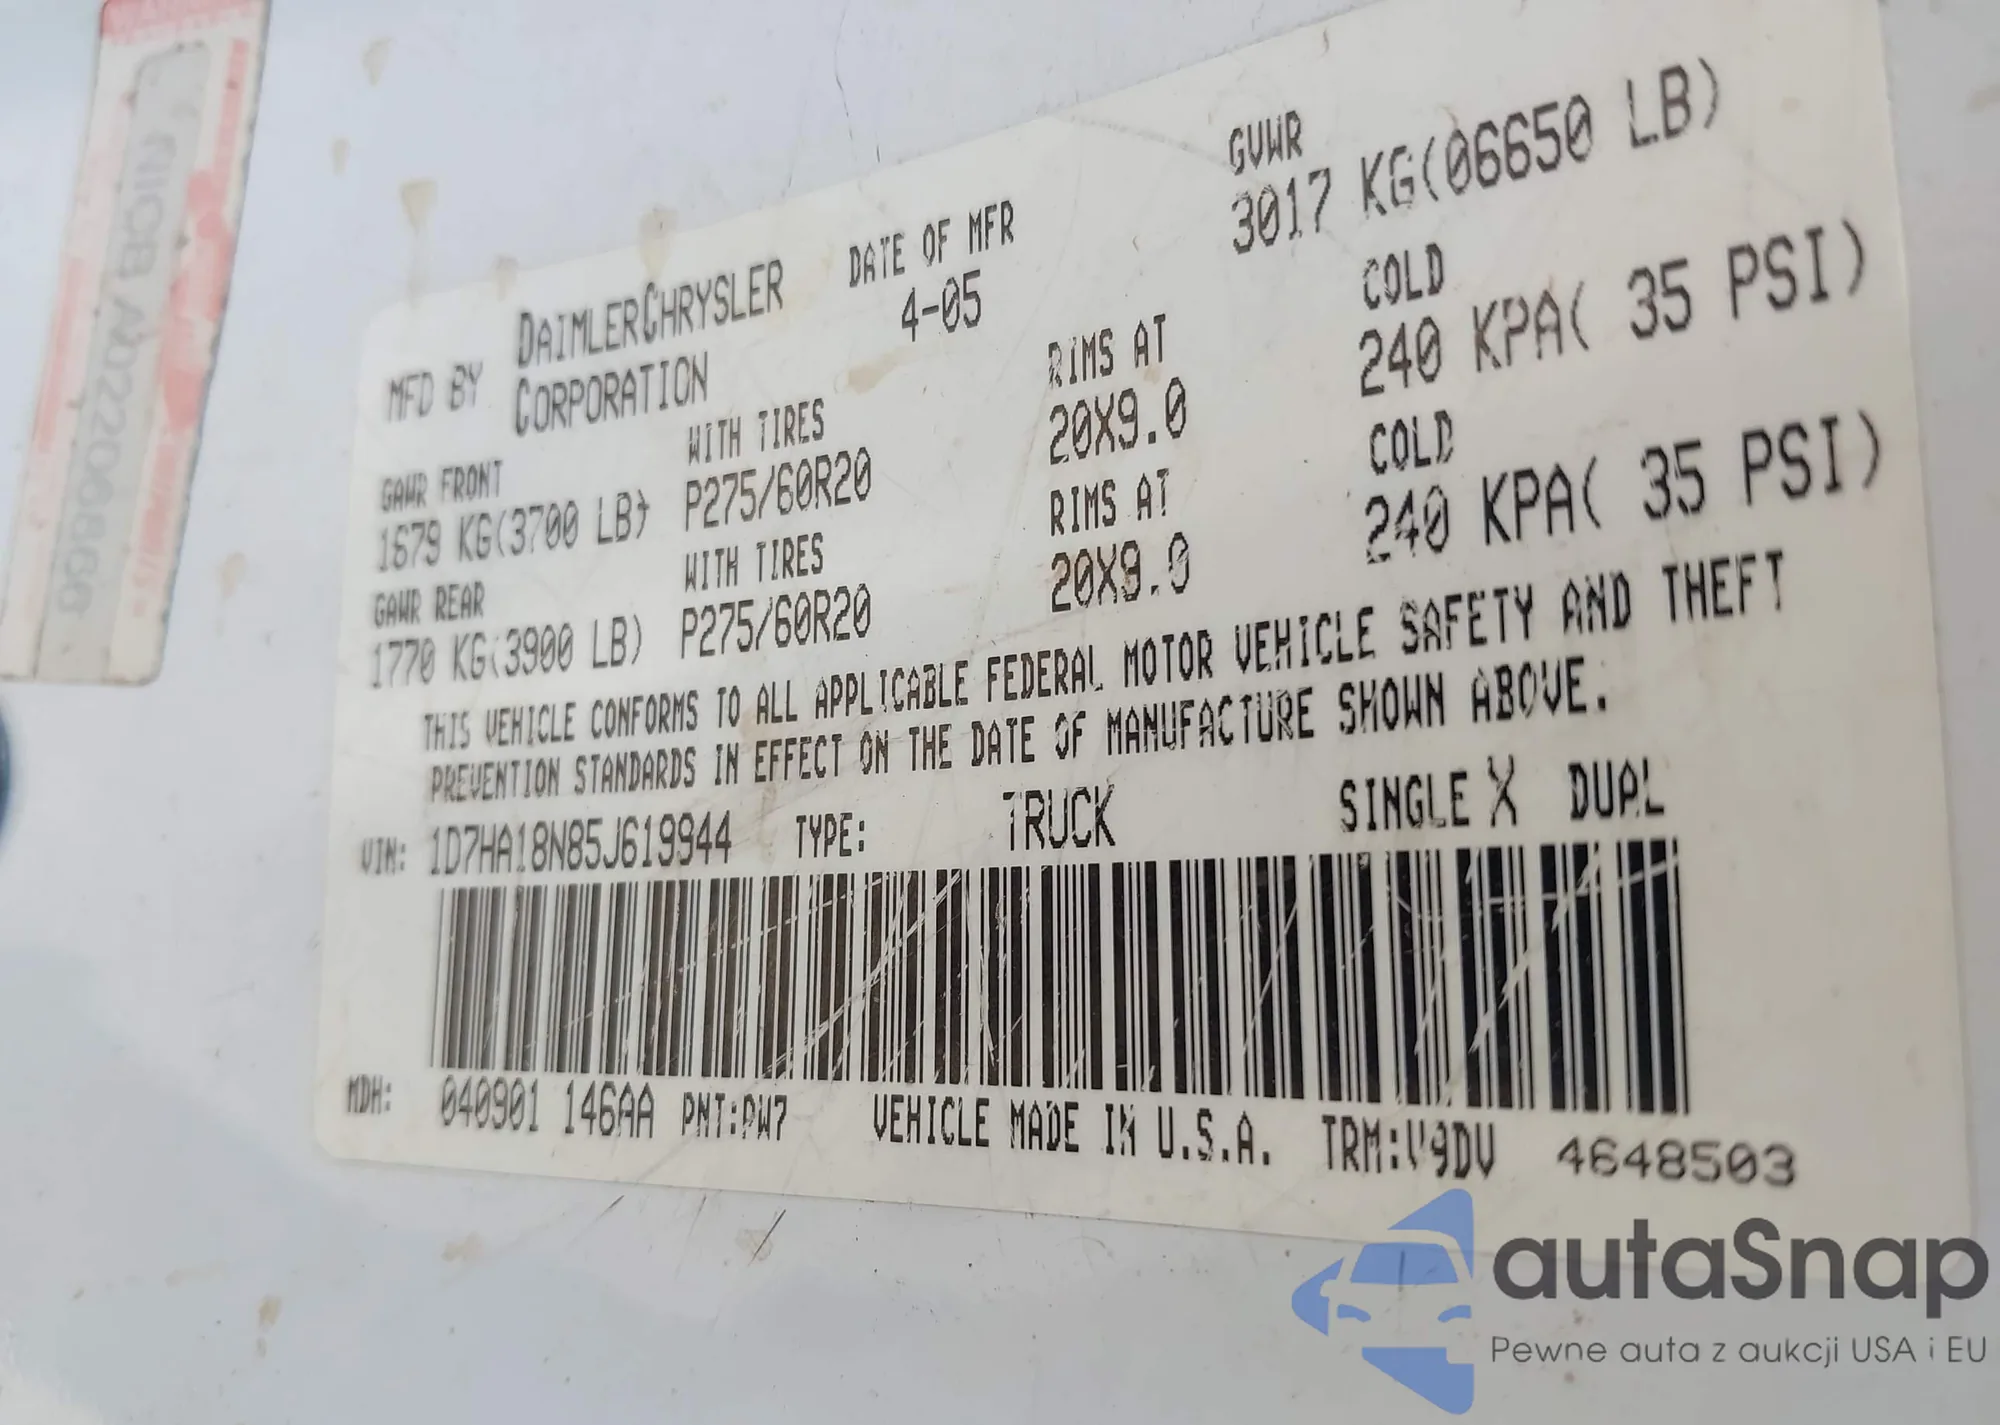 GVWR
3017 KG(06650 LB)
DATE OF MFR
4-05
MFD BY DAIMLERCHRYSLER
CORPORATION
GAWR FRONT WITH TIRES RIMS AT COLD
1679 KG(3700 LB) P275/60R20 20X9.0 240 KPA( 35 PSI)
GAWR REAR WITH TIRES RIMS AT COLD
1770 KG(3900 LB) P275/60R20 20X9.0 240 KPA( 35 PSI)
THIS VEHICLE CONFORMS TO ALL APPLICABLE FEDERAL MOTOR VEHICLE SAFETY AND THEFT
PREVENTION STANDARDS IN EFFECT ON THE DATE OF MANUFACTURE SHOWN ABOVE.
VIN: 1D7HA18N85J619944 TYPE: TRUCK SINGLE X DUAL
MDH: 040901 146AA PNT:PW7 VEHICLE MADE IN U.S.A. TRM:V9DV 4648503
autaSnap
Pewne auta z aukcji USA i EU